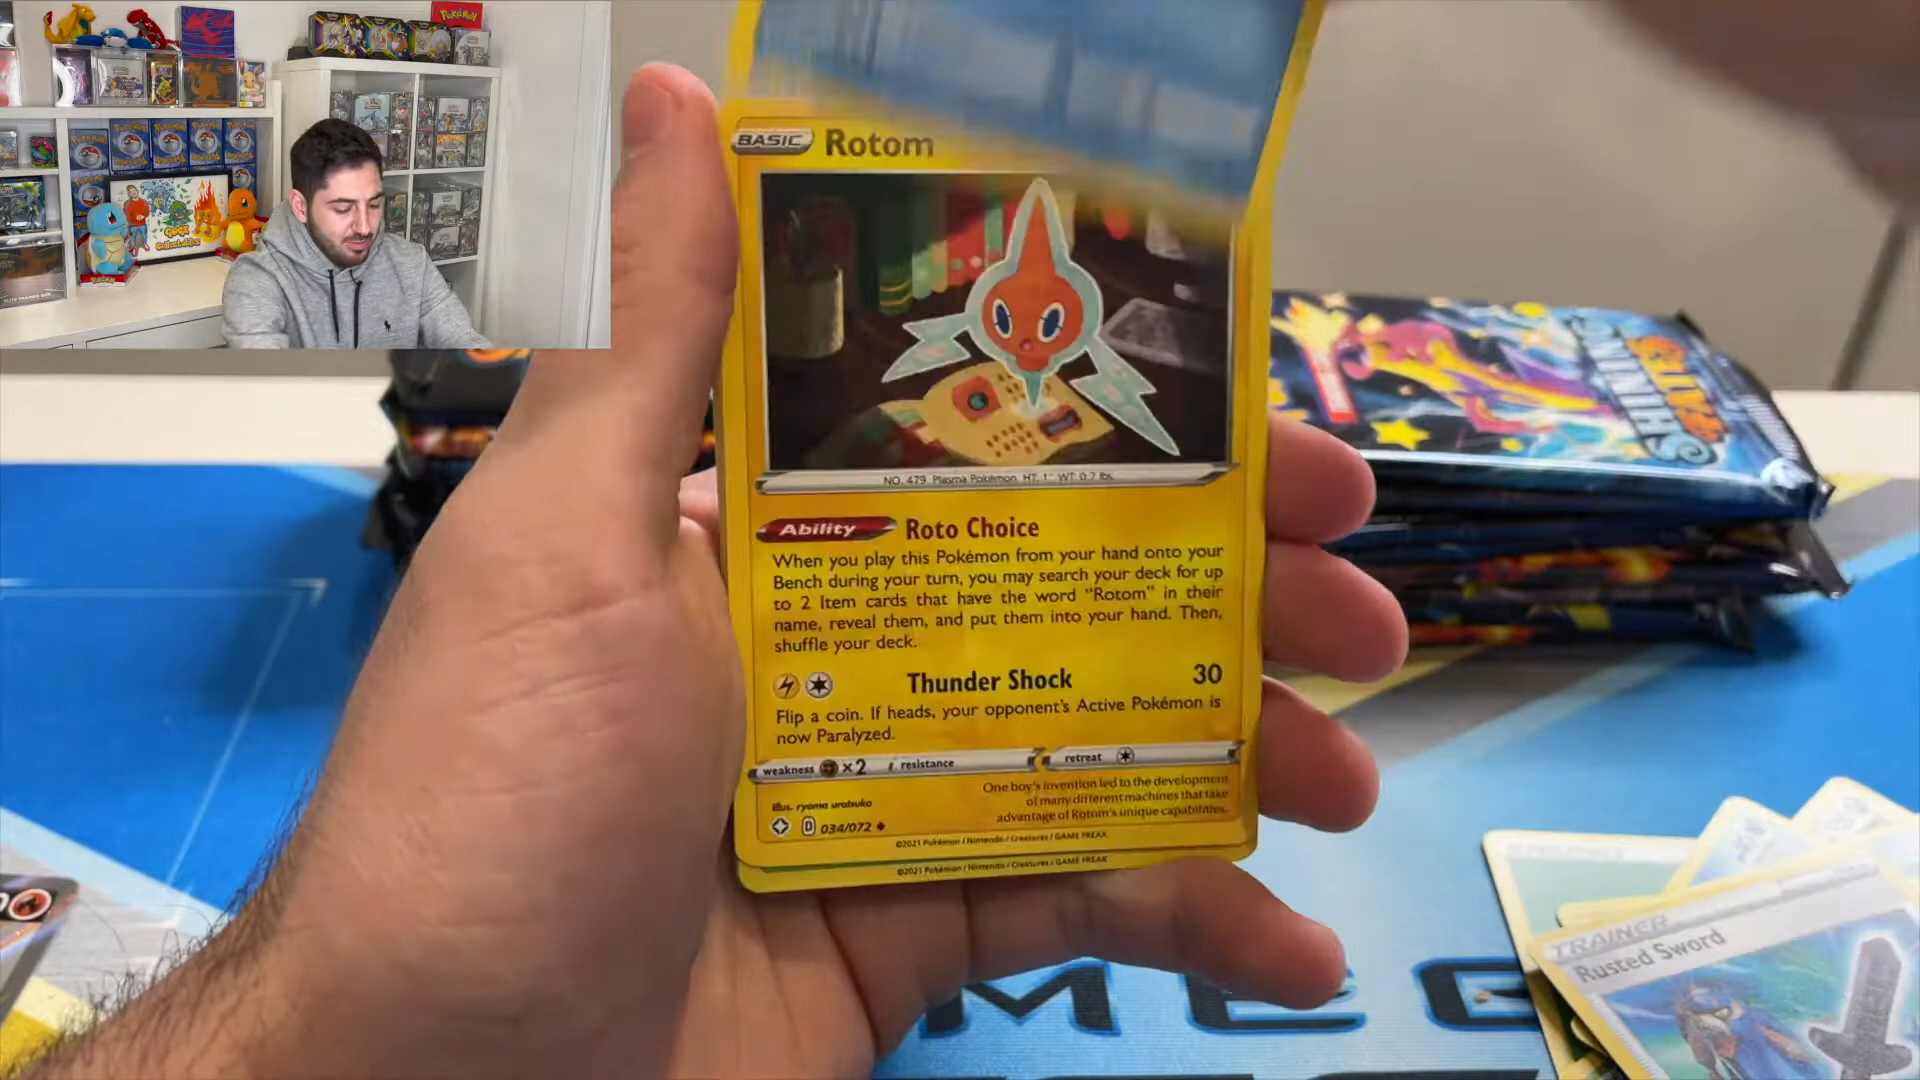 Pokémon
GOGE
Collectables
BASIC Rotom
NO. 479 Plasma Pokémon HT: 1' WT: 0.7 lbs.
Ability Roto Choice
When you play this Pokémon from your hand onto your
Bench during your turn, you may search your deck for up
to 2 Item cards that have the word “Rotom” in their
name, reveal them, and put them into your hand. Then,
shuffle your deck.
Thunder Shock 30
Flip a coin. If heads, your opponent's Active Pokémon is
now Paralyzed.
weakness ×2 resistance retreat
One boy's invention led to the development
of many different machines that take
advantage of Rotom's unique capabilities.
Illus. ryoma uratsuka
D 034/072
©2021 Pokémon / Nintendo / Creatures / GAME FREAK
©2021 Pokémon / Nintendo / Creatures / GAME FREAK
SHINING
FATES
TRAINER
Rusted Sword
MEG